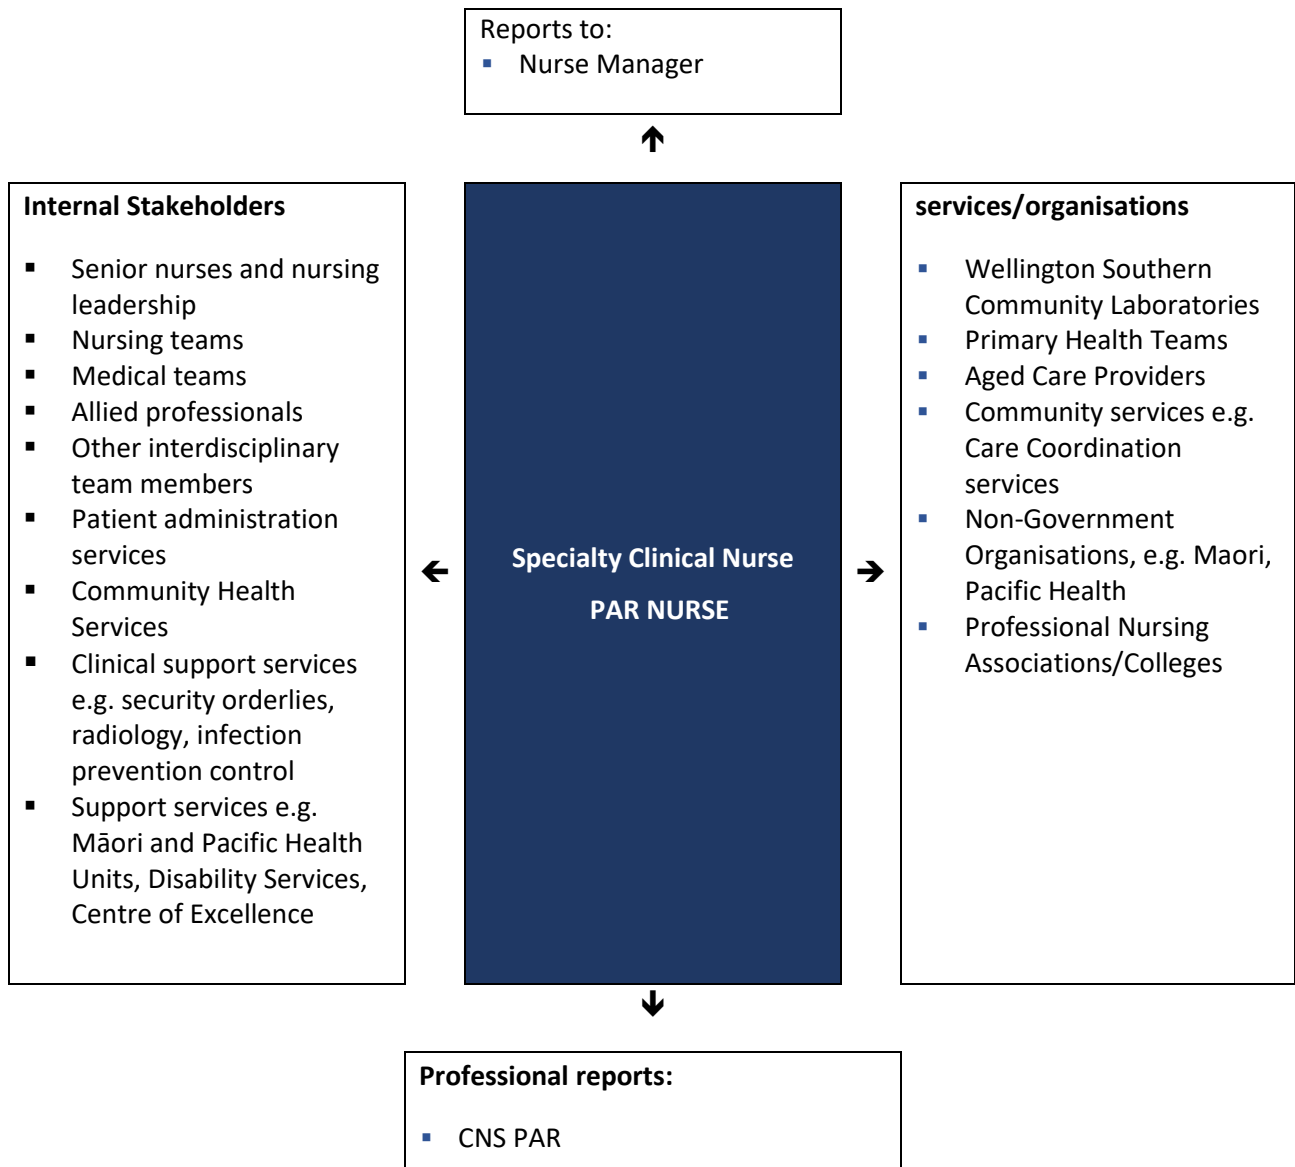 Reports to:
▪ Nurse Manager
↑
Internal Stakeholders
▪ Senior nurses and nursing
leadership
▪ Nursing teams
▪ Medical teams
▪ Allied professionals
▪ Other interdisciplinary
team members
▪ Patient administration
services
▪ Community Health
Services
▪ Clinical support services
e.g. security orderlies,
radiology, infection
prevention control
▪ Support services e.g.
Māori and Pacific Health
Units, Disability Services,
Centre of Excellence
←
Specialty Clinical Nurse
PAR NURSE
→
services/organisations
▪ Wellington Southern
Community Laboratories
▪ Primary Health Teams
▪ Aged Care Providers
▪ Community services e.g.
Care Coordination
services
▪ Non-Government
Organisations, e.g. Maori,
Pacific Health
▪ Professional Nursing
Associations/Colleges
↓
Professional reports:
▪ CNS PAR